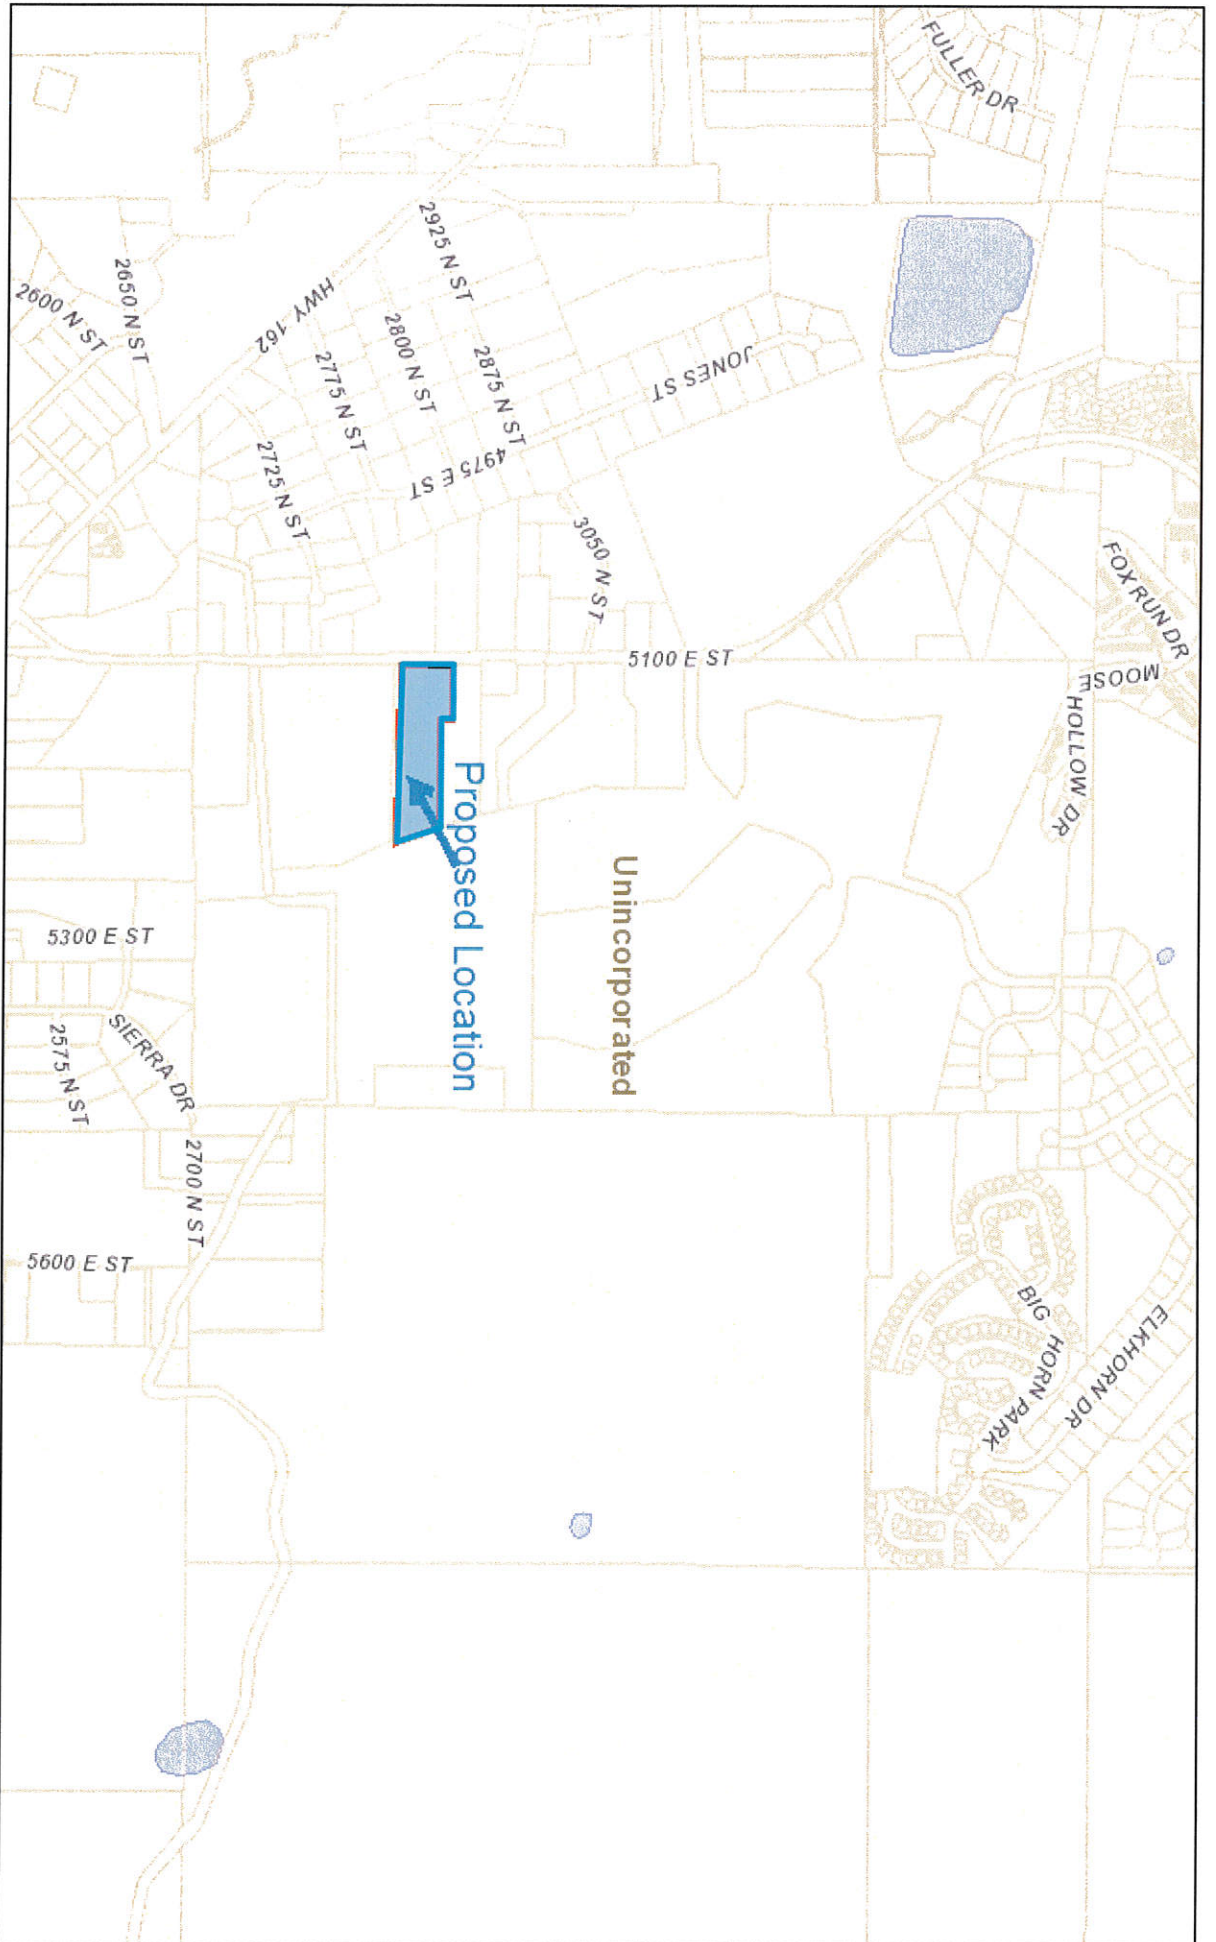 FULLER DR
2925 N ST
2650 N ST
2600 N ST
HWY 162
2800 N ST
2775 N ST
2875 N ST
JONES ST
4975 E ST
2725 N ST
3050 N ST
FOX RUN DR
5100 E ST
MOOSE
HOLLOW DR
Proposed Location
Unincorporated
5300 E ST
SIERRA DR
2575 N ST
2700 N ST
5600 E ST
BIG HORN PARK
ELKHORN DR